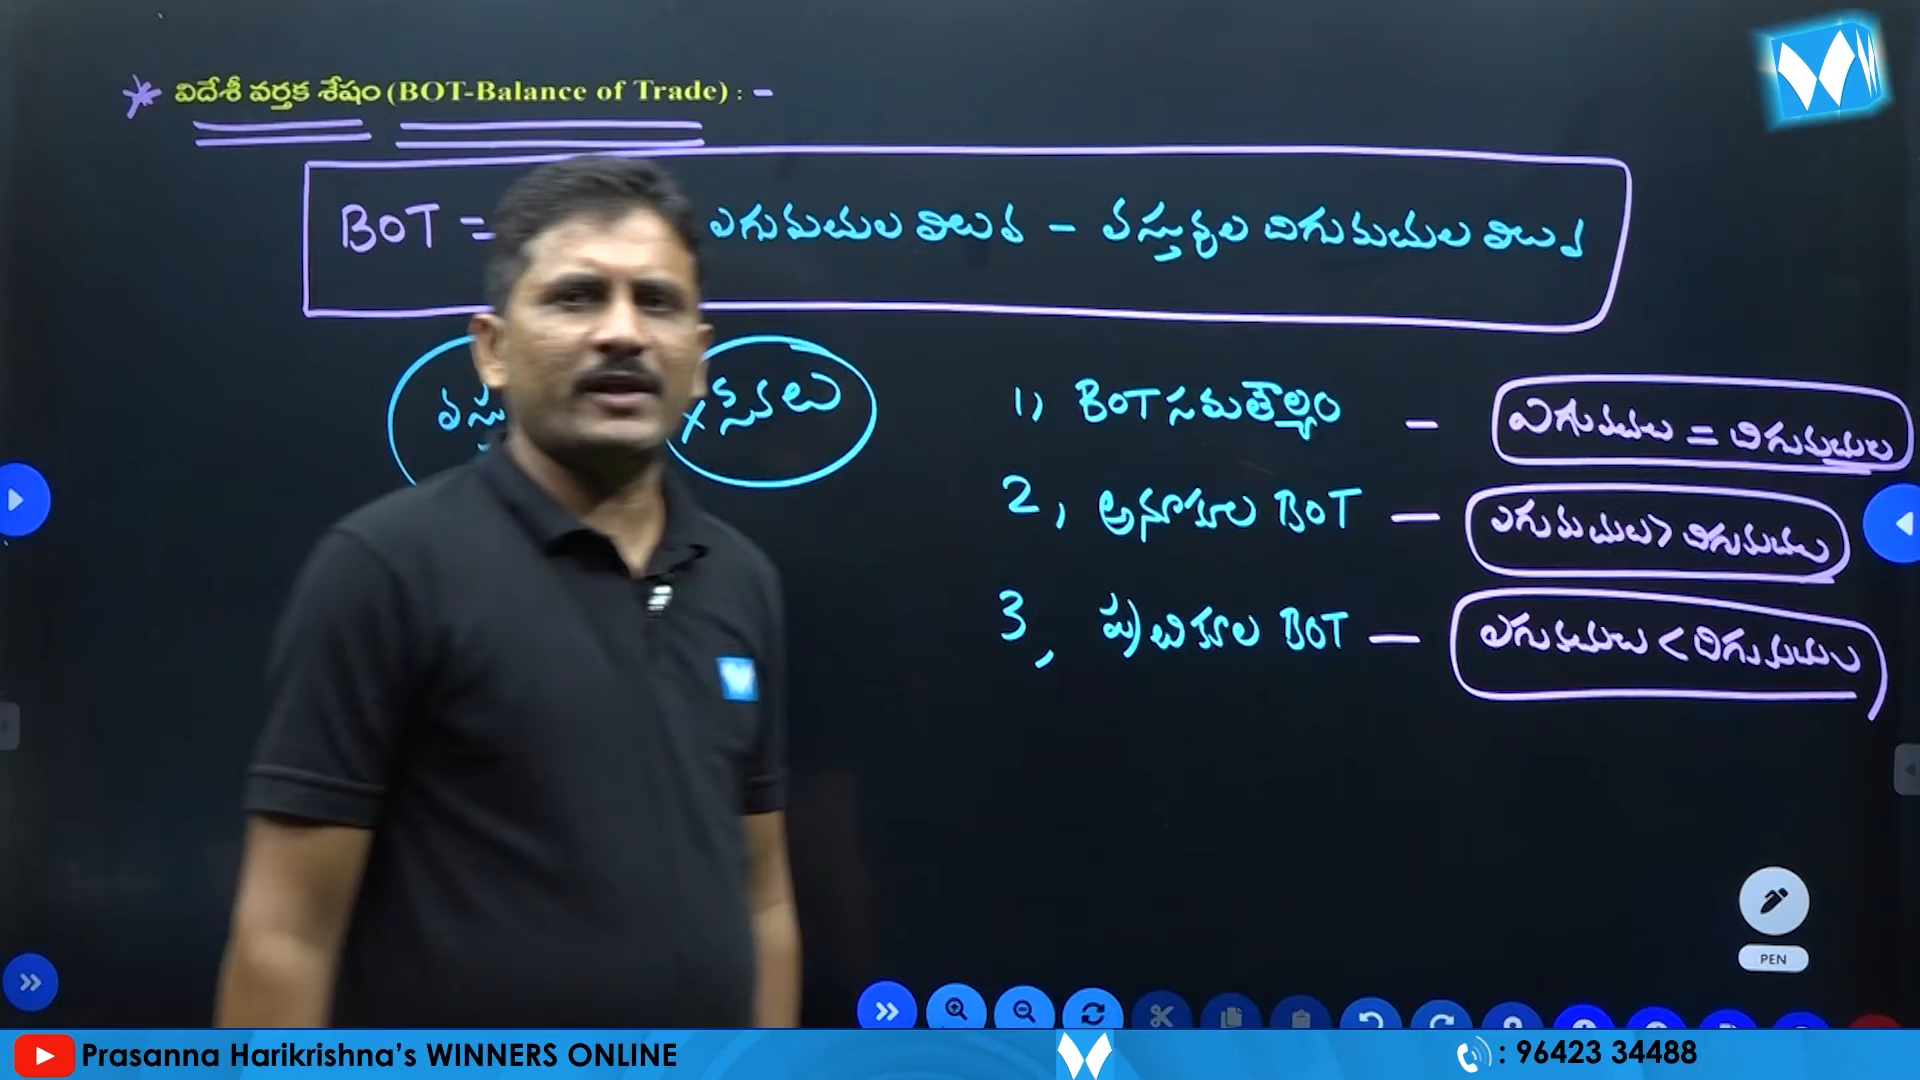 విదేశీ వర్తక శేషం (BOT-Balance of Trade) : -
BOT = ఎగుమతుల విలువ - వస్తువుల దిగుమతుల విలువ
సేవలు
1) BOT సమతౌల్యం - ఎగుమతులు = దిగుమతులు
2, అనుకూల BOT - ఎగుమతులు > దిగుమతులు
3, ప్రతికూల BOT - ఎగుమతులు < దిగుమతులు
PEN
Prasanna Harikrishna's WINNERS ONLINE
: 96423 34488